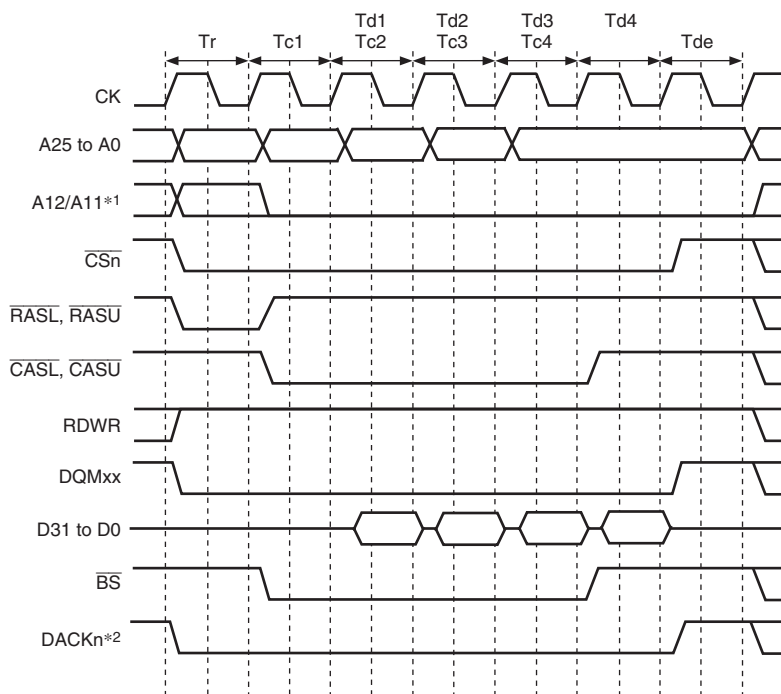 Td1 Td2 Td3 Td4
Tr Tc1 Tc2 Tc3 Tc4 Tde
CK
A25 to A0
A12/A11*1
CSn
RASL, RASU
CASL, CASU
RDWR
DQMxx
D31 to D0
BS
DACKn*2